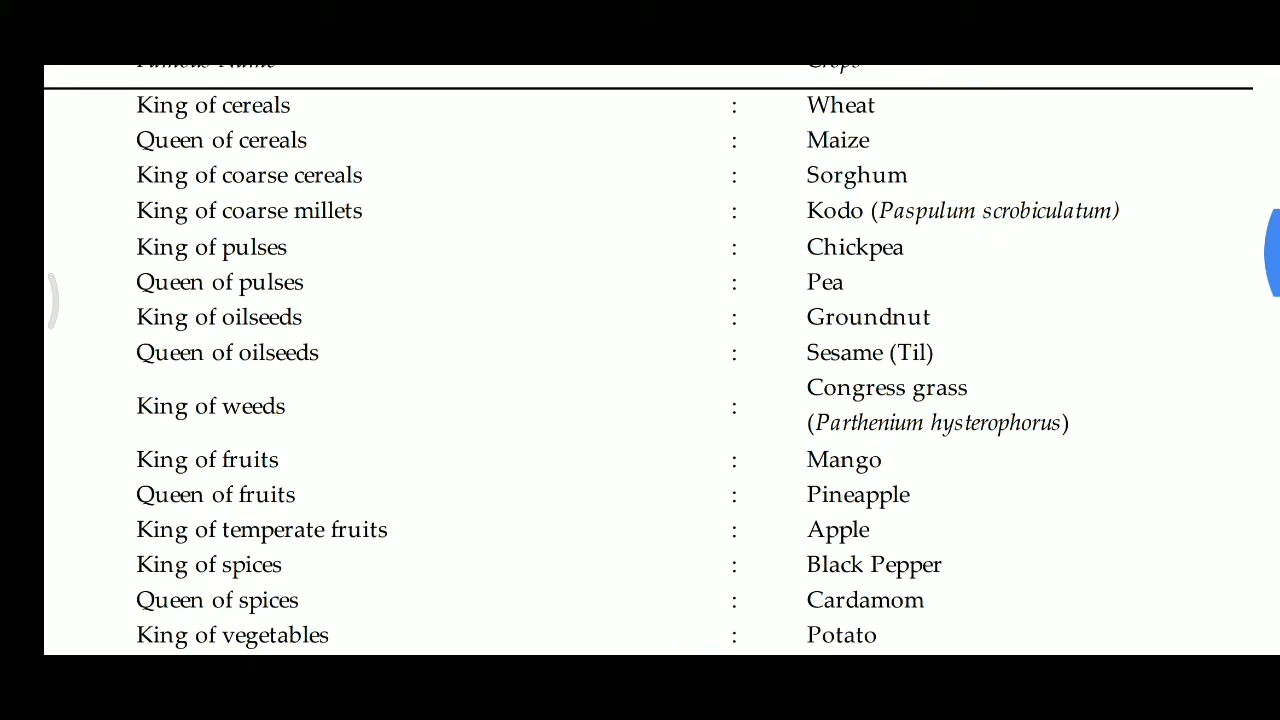 Famous Name : Crops
King of cereals : Wheat
Queen of cereals : Maize
King of coarse cereals : Sorghum
King of coarse millets : Kodo (Paspulum scrobiculatum)
King of pulses : Chickpea
Queen of pulses : Pea
King of oilseeds : Groundnut
Queen of oilseeds : Sesame (Til)
King of weeds : Congress grass
(Parthenium hysterophorus)
King of fruits : Mango
Queen of fruits : Pineapple
King of temperate fruits : Apple
King of spices : Black Pepper
Queen of spices : Cardamom
King of vegetables : Potato